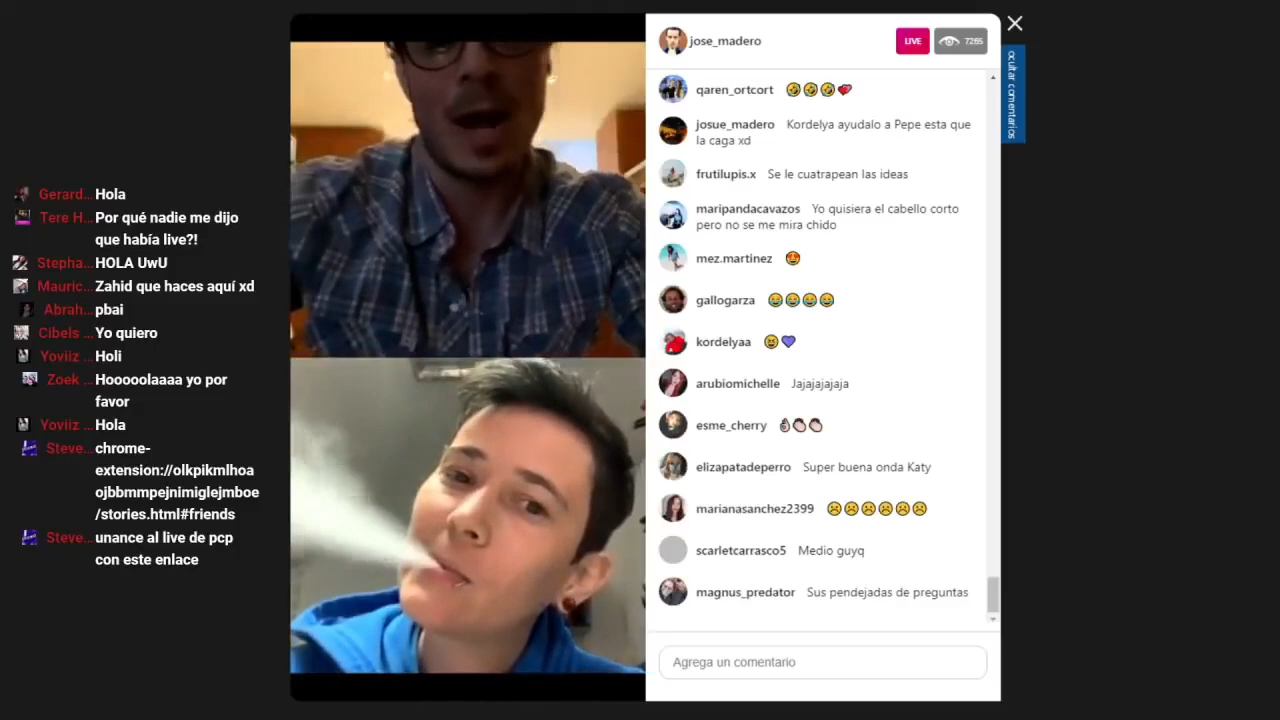 Gerard... Hola
Tere H... Por qué nadie me dijo
que había live?!
Stepha... HOLA UwU
Mauric... Zahid que haces aquí xd
Abrah... pbai
Cibels ... Yo quiero
Yoviiz ... Holi
Zoek ... Hooooolaaaa yo por
favor
Yoviiz ... Hola
Steve... chrome-
extension://olkpikmlhoa
ojbbmmpejnimiglejmboe
/stories.html#friends
Steve... unance al live de pcp
con este enlace
jose_madero
LIVE
7265
ocultar comentarios
qaren_ortcort 🤣🤣🤣💕
josue_madero Kordelya ayudalo a Pepe esta que
la caga xd
frutilupis.x Se le cuatrapean las ideas
maripandacavazos Yo quisiera el cabello corto
pero no se me mira chido
mez.martinez 😍
gallogarza 😂😂😂😂
kordelyaa 😆💜
arubiomichelle Jajajajajaja
esme_cherry 👌👏👏
elizapatadeperro Super buena onda Katy
marianasanchez2399 ☹☹☹☹☹☹
scarletcarrasco5 Medio guyq
magnus_predator Sus pendejadas de preguntas
Agrega un comentario